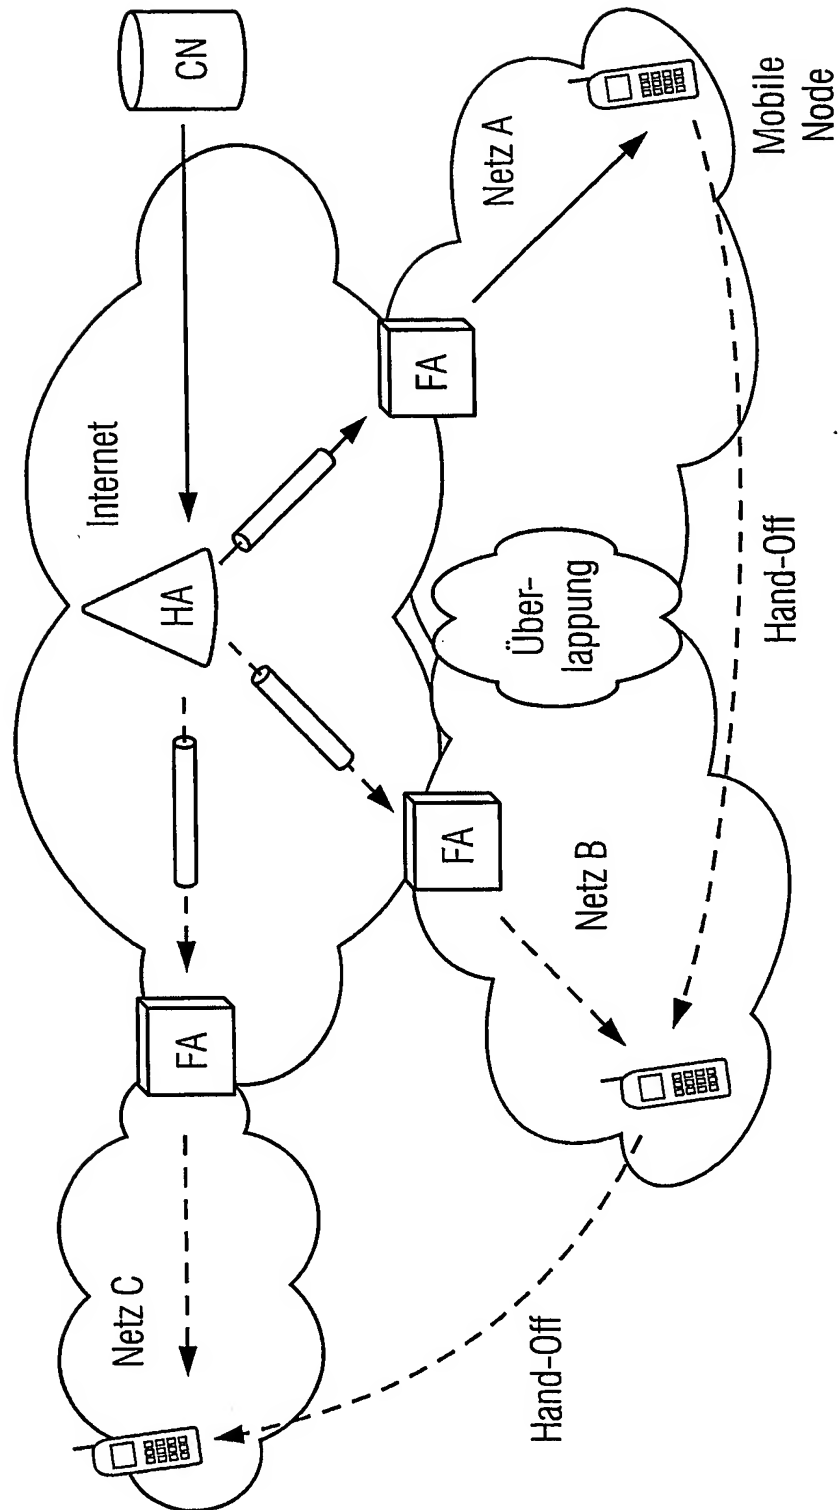 Internet
Netz C
FA
HA
CN
FA
FA
Netz A
Hand-Off
Über-
lappung
Netz B
Hand-Off
Mobile
Node